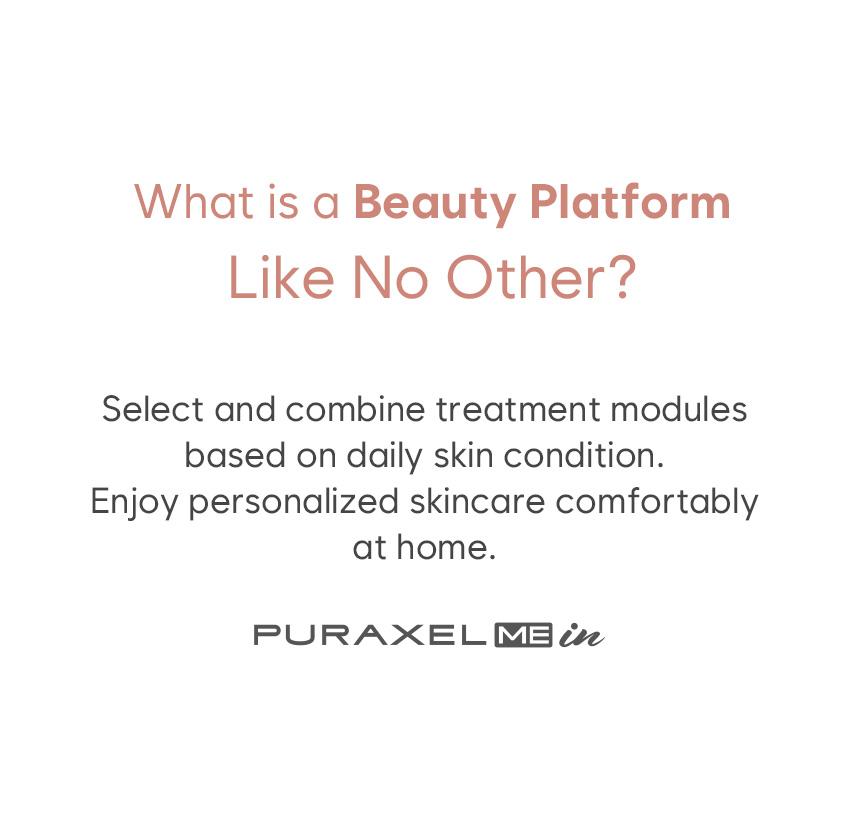 What is a Beauty Platform
Like No Other?
Select and combine treatment modules
based on daily skin condition.
Enjoy personalized skincare comfortably
at home.
PURAXEL ME in